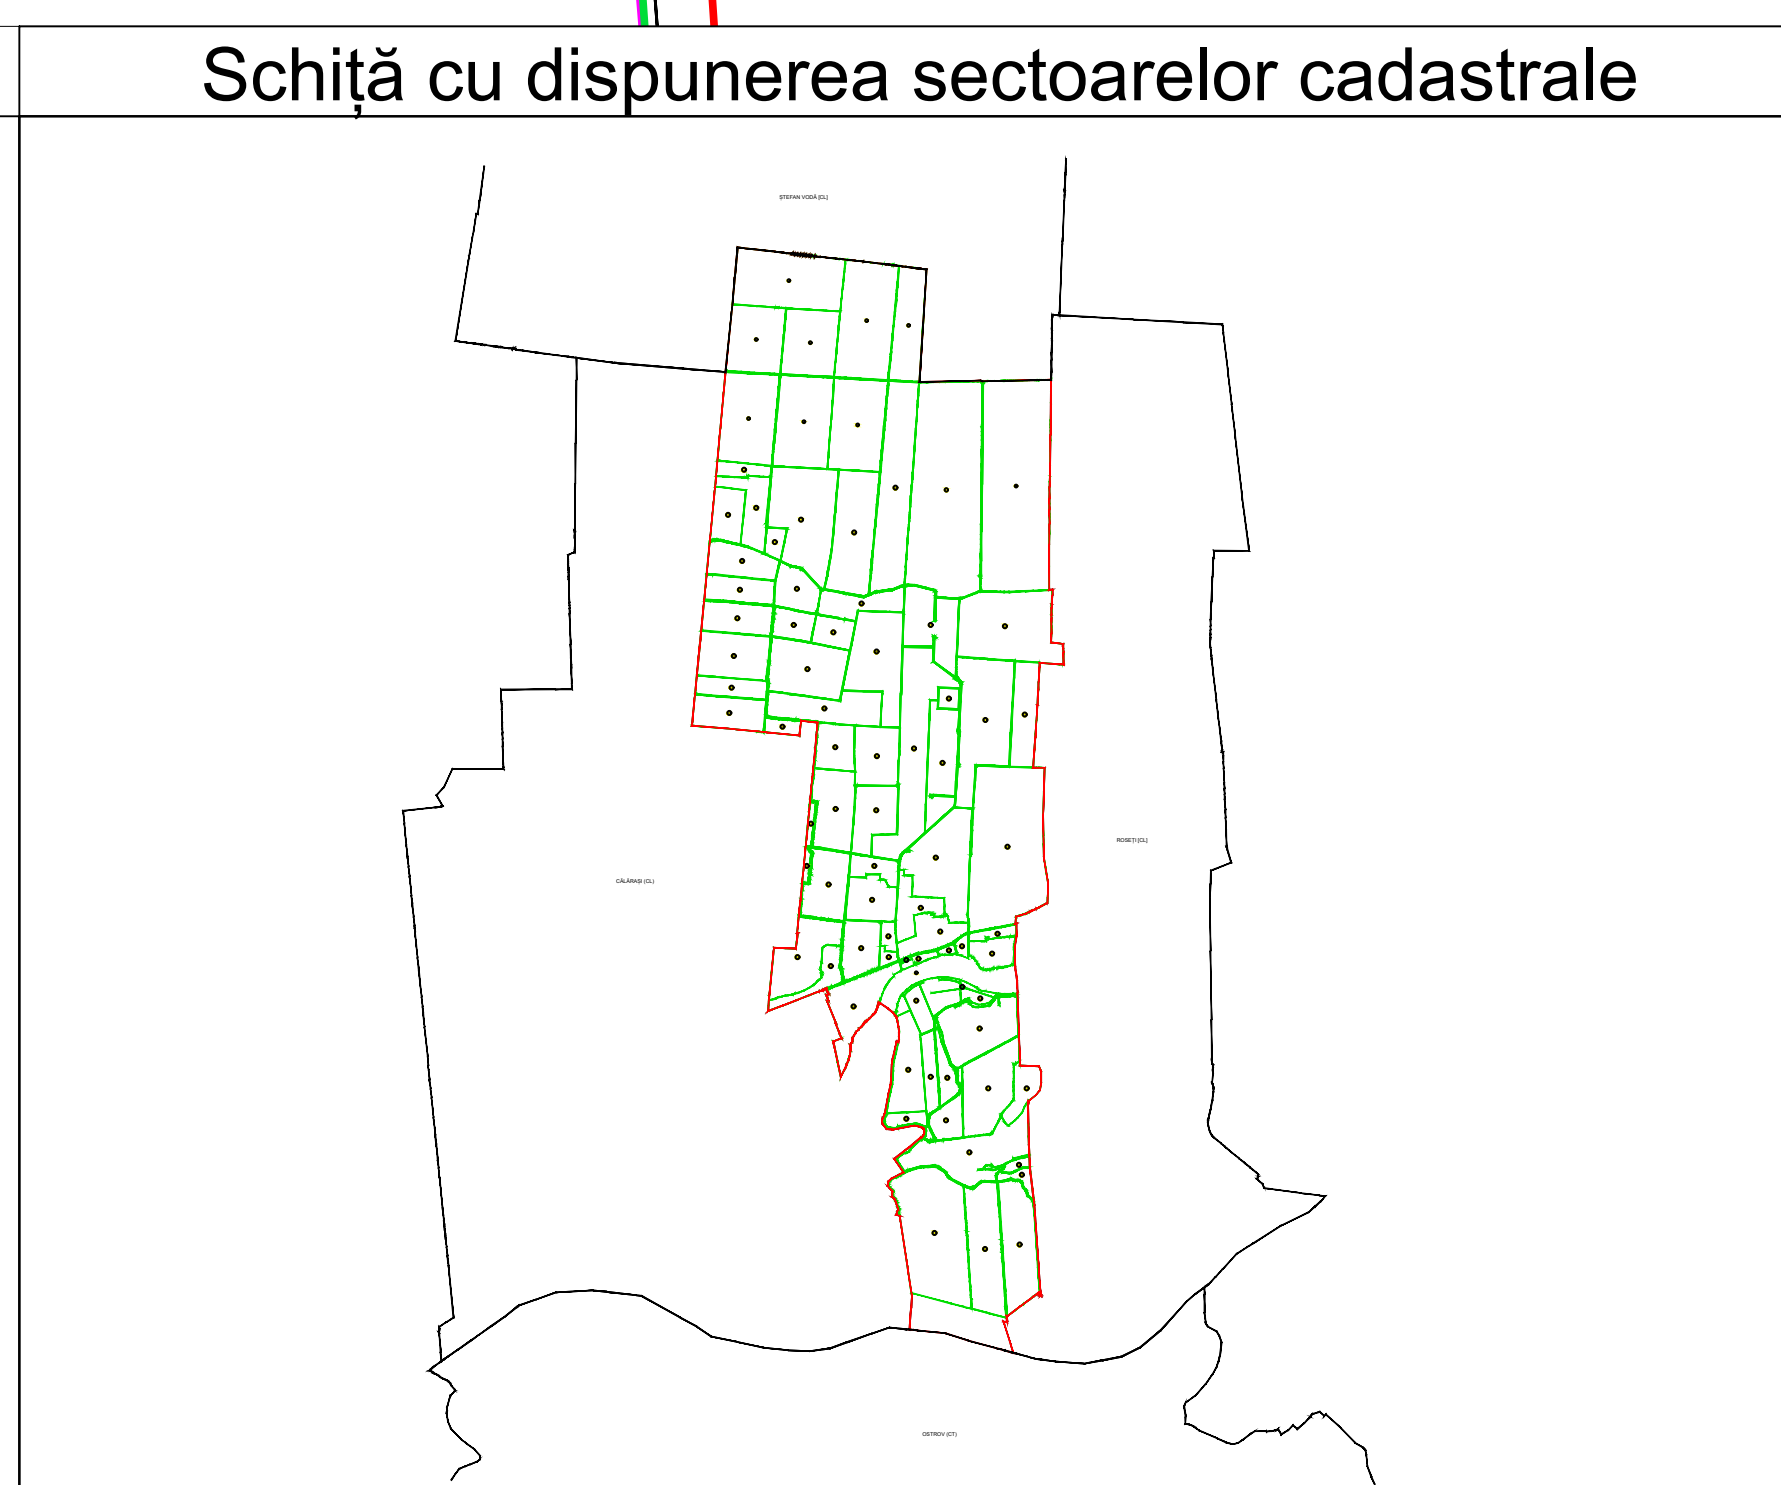 Schiță cu dispunerea sectoarelor cadastrale
ȘTEFAN VODĂ [CL]
ROSEȚI [CL]
CĂLĂRAȘI (CL)
OSTROV (CT)